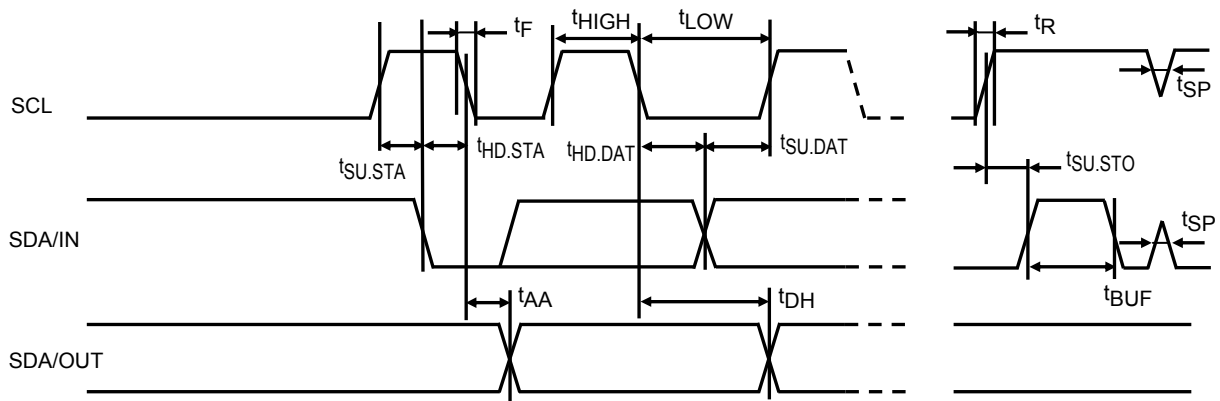 tF
tHIGH
tLOW
tR
SCL
tSP
tSU.STA
tHD.STA
tHD.DAT
tSU.DAT
tSU.STO
SDA/IN
tSP
tAA
tDH
tBUF
SDA/OUT